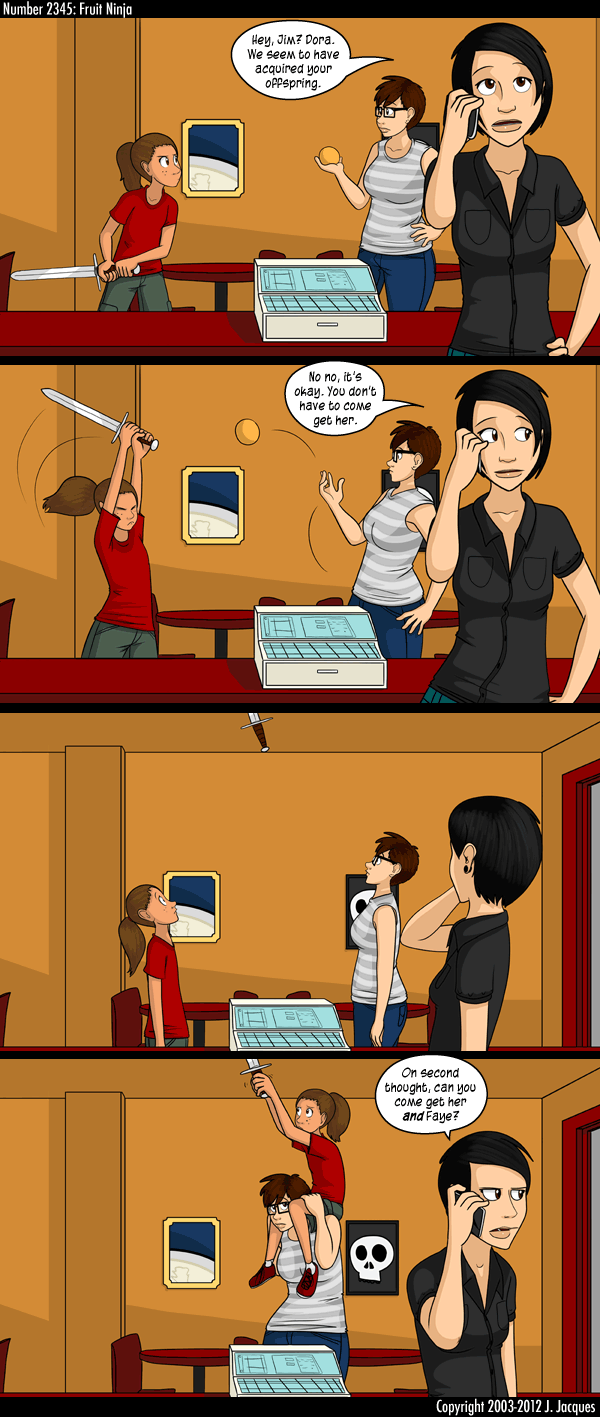 Number 2345: Fruit Ninja
Hey, Jim? Dora.
We seem to have
acquired your
offspring.
No no, it's
okay. You don't
have to come
get her.
On second
thought, can you
come get her
and Faye?
Copyright 2003-2012 J. Jacques